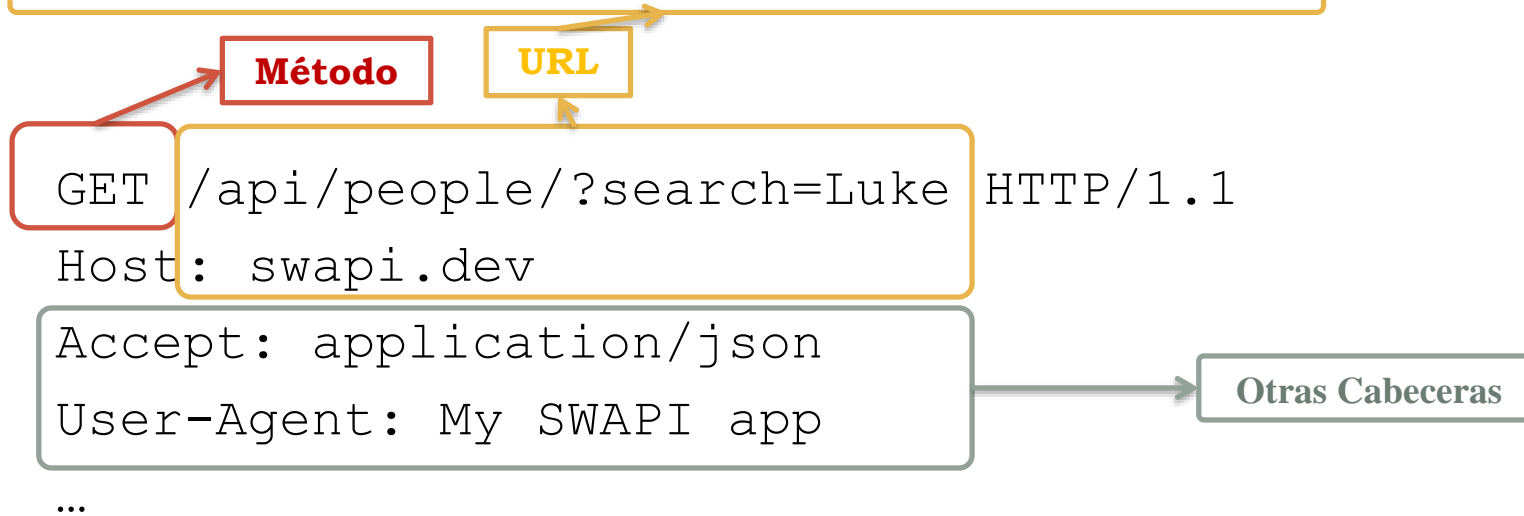 Método
URL
GET /api/people/?search=Luke HTTP/1.1
Host: swapi.dev
Accept: application/json
User-Agent: My SWAPI app
Otras Cabeceras
…